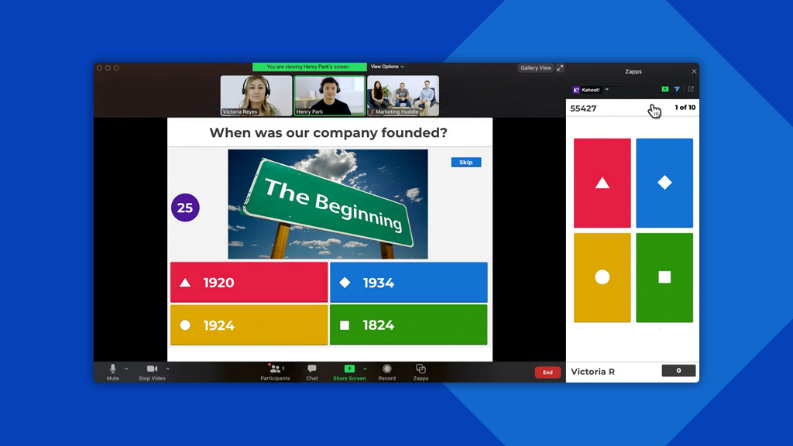 You are viewing Henry Park's screen
View Options
Gallery View
Zapps
Kahoot!
Victoria Reyes
Henry Park
Marketing Huddle
55427
1 of 10
When was our company founded?
Skip
25
The Beginning
1920
1934
1924
1824
Mute
Stop Video
Participants
3
Chat
Share Screen
Record
Zapps
End
Victoria R
0